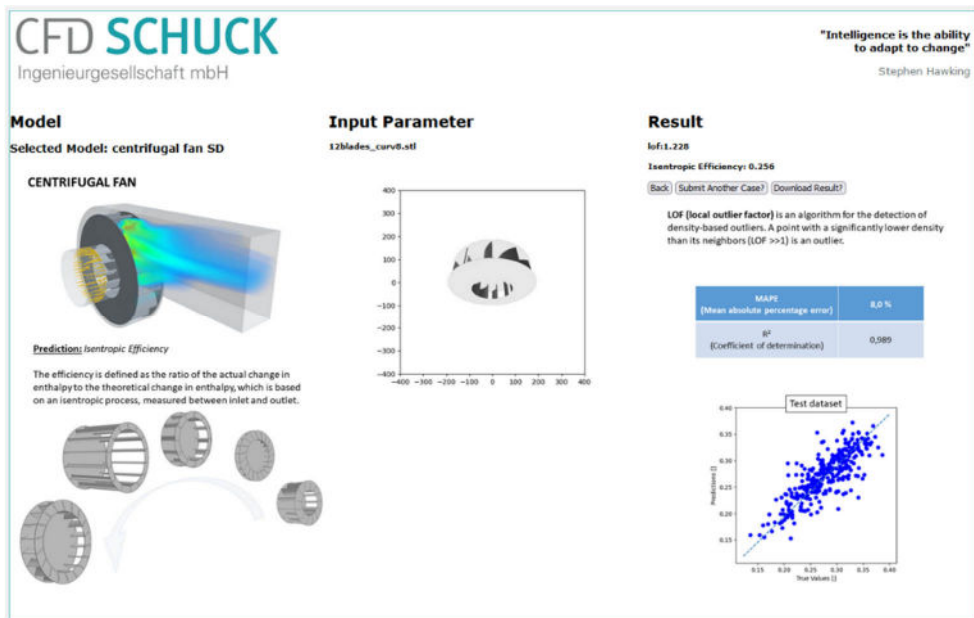 CFD SCHUCK
Ingenieurgesellschaft mbH
"Intelligence is the ability
to adapt to change"
Stephen Hawking
Model
Selected Model: centrifugal fan SD
CENTRIFUGAL FAN
Prediction: Isentropic Efficiency
The efficiency is defined as the ratio of the actual change in
enthalpy to the theoretical change in enthalpy, which is based
on an isentropic process, measured between inlet and outlet.
Input Parameter
12blades_curv8.stl
400
300
200
100
0
−100
−200
−300
−400
−400 −300 −200 −100 0 100 200 300 400
Result
lof:1.228
Isentropic Efficiency: 0.256
Back Submit Another Case? Download Result?
LOF (local outlier factor) is an algorithm for the detection of
density-based outliers. A point with a significantly lower density
than its neighbors (LOF >>1) is an outlier.
MAPE
(Mean absolute percentage error)
8,0 %
R²
(Coefficient of determination)
0,989
Test dataset
Predictions []
0.40
0.35
0.30
0.25
0.20
0.15
0.15 0.20 0.25 0.30 0.35 0.40
True Values []